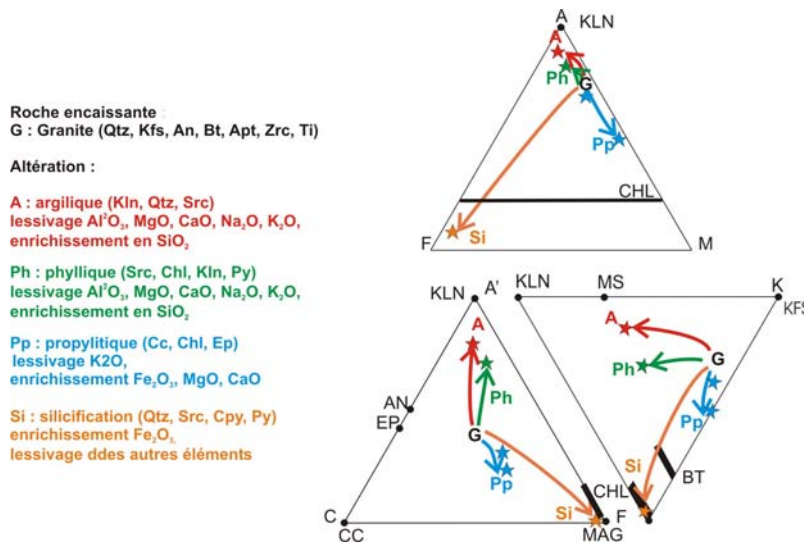 Roche encaissante :
G : Granite (Qtz, Kfs, An, Bt, Apt, Zrc, Ti)
Altération :
A : argilique (Kln, Qtz, Src)
lessivage Al²O₃, MgO, CaO, Na₂O, K₂O,
enrichissement en SiO₂
Ph : phyllique (Src, Chl, Kln, Py)
lessivage Al²O₃, MgO, CaO, Na₂O, K₂O,
enrichissement en SiO₂
Pp : propylitique (Cc, Chl, Ep)
lessivage K2O,
enrichissement Fe₂O₃, MgO, CaO
Si : silicification (Qtz, Src, Cpy, Py)
enrichissement Fe₂O₃,
lessivage ddes autres éléments
A
KLN
A
Ph
G
Pp
CHL
F
Si
M
KLN
A'
A
Ph
AN
EP
G
Pp
CHL
Si
F
C
CC
MAG
KLN
MS
K
KFS
A
G
Ph
Pp
Si
BT